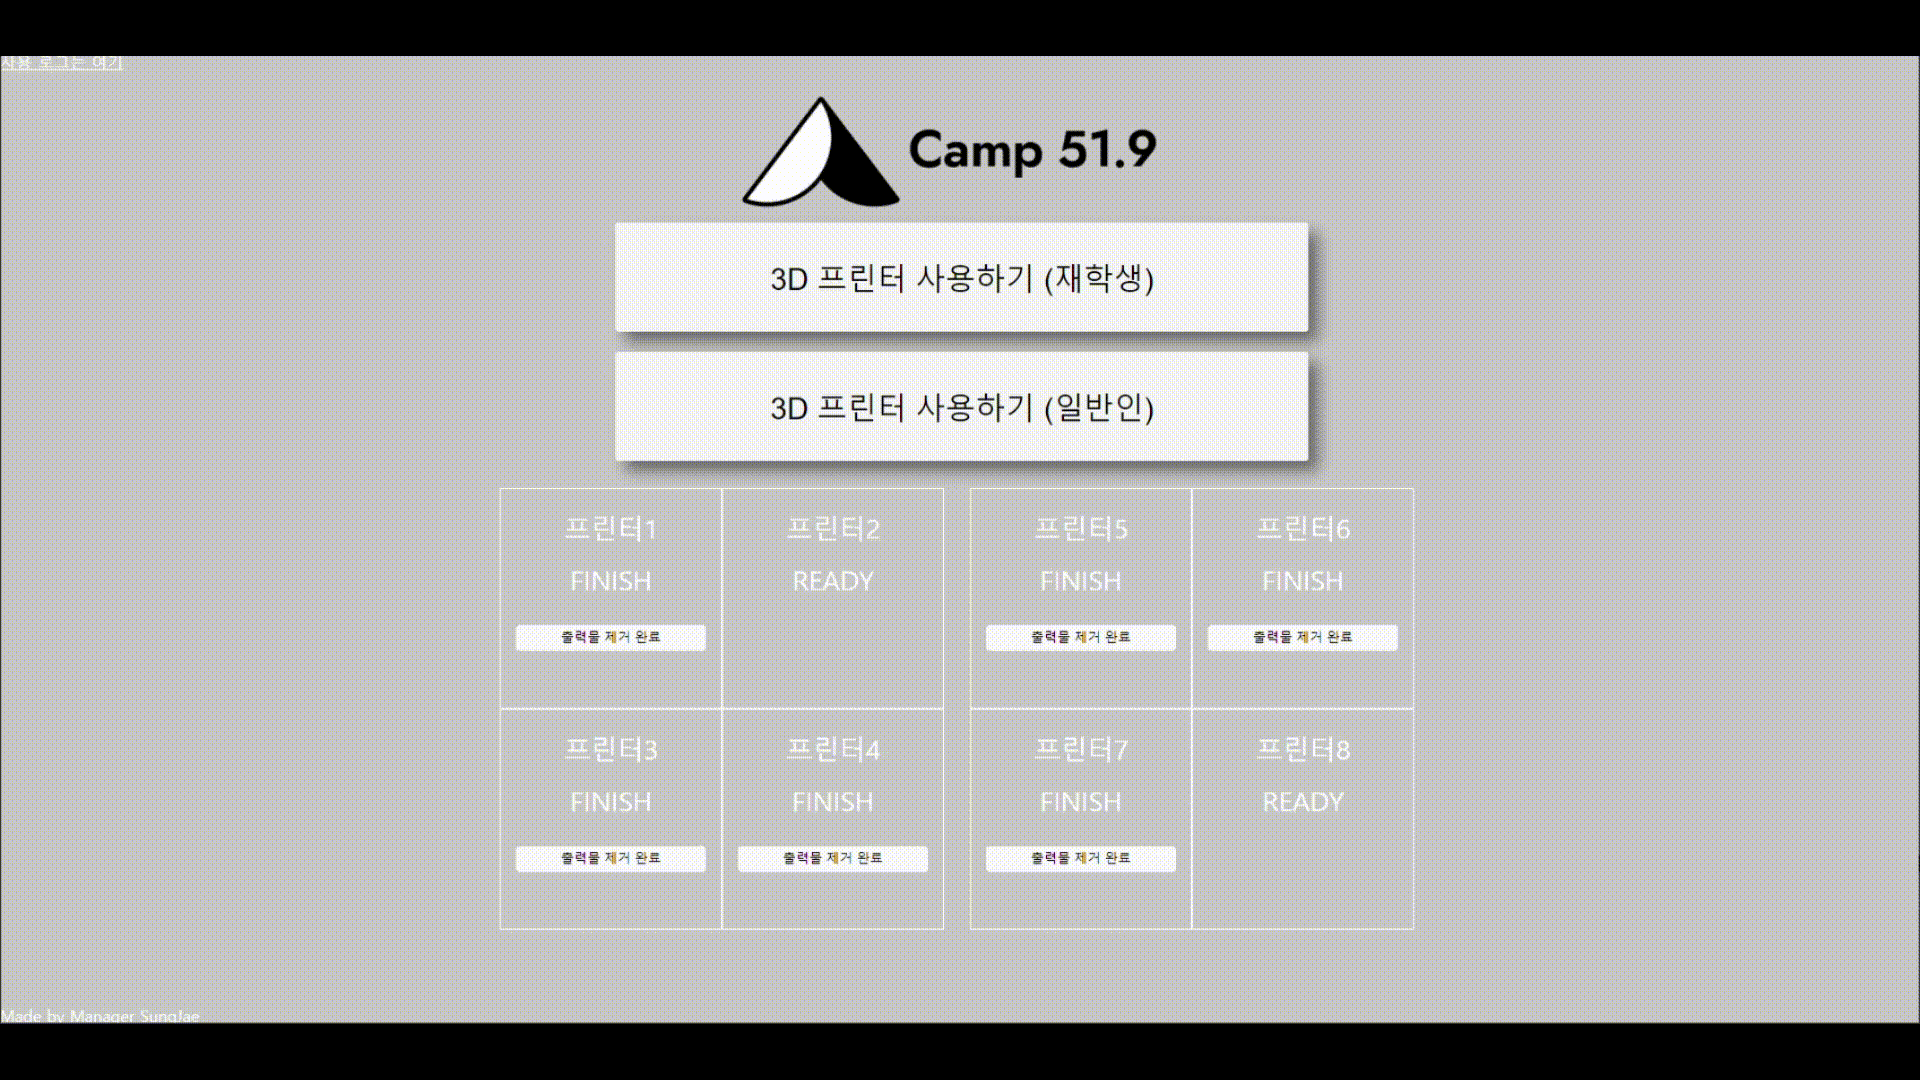 사용 로그는 여기
Camp 51.9
3D 프린터 사용하기 (재학생)
3D 프린터 사용하기 (일반인)
프린터1
FINISH
출력물 제거 완료
프린터2
READY
프린터5
FINISH
출력물 제거 완료
프린터6
FINISH
출력물 제거 완료
프린터3
FINISH
출력물 제거 완료
프린터4
FINISH
출력물 제거 완료
프린터7
FINISH
출력물 제거 완료
프린터8
READY
Made by Manager SungJae